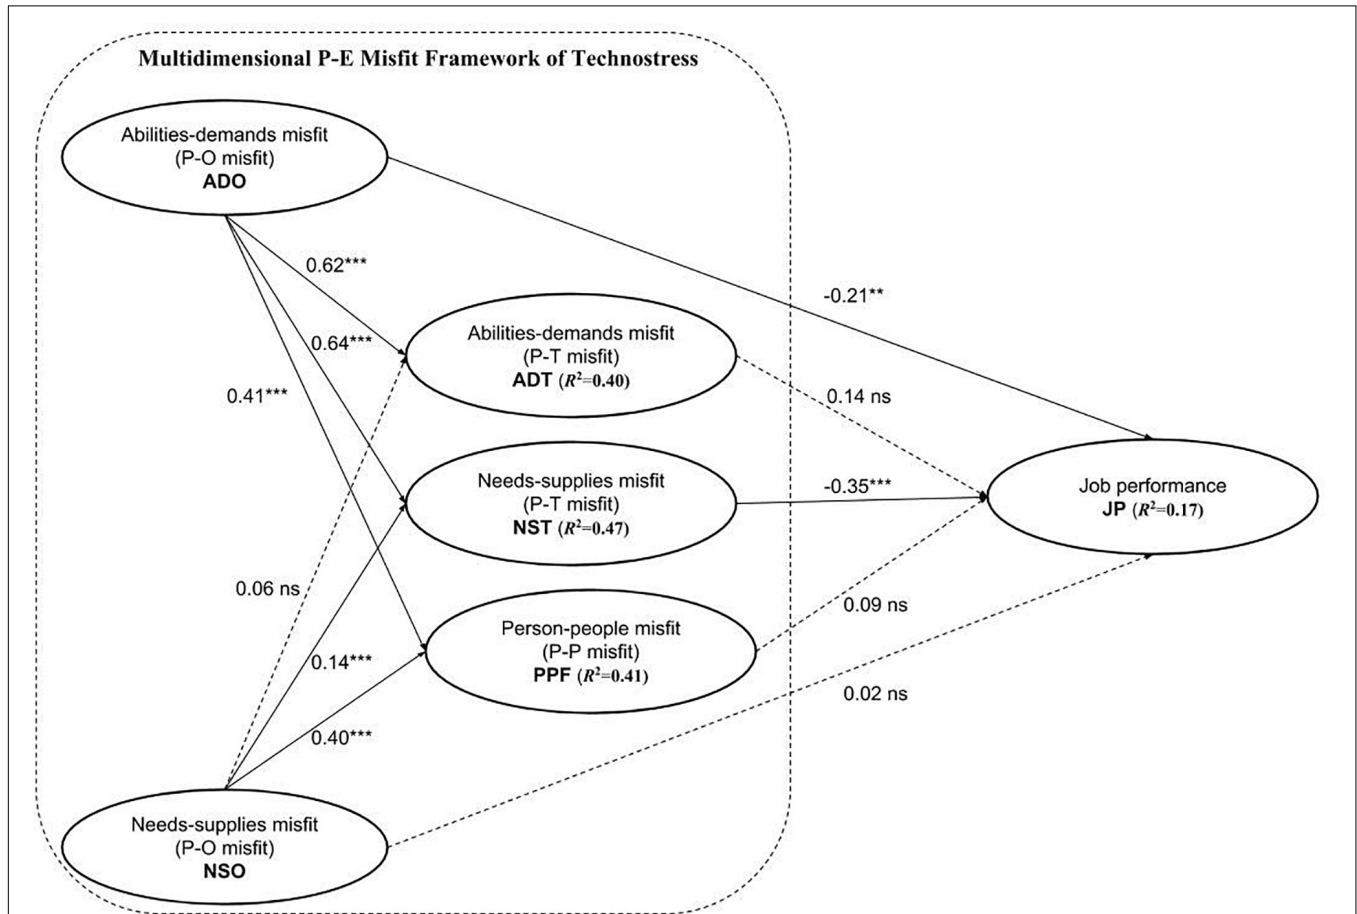 Multidimensional P-E Misfit Framework of Technostress
Abilities-demands misfit
(P-O misfit)
ADO
0.62***
-0.21**
0.64***
Abilities-demands misfit
(P-T misfit)
ADT (R²=0.40)
0.41***
0.14 ns
Needs-supplies misfit
(P-T misfit)
NST (R²=0.47)
-0.35***
Job performance
JP (R²=0.17)
0.06 ns
0.09 ns
Person-people misfit
(P-P misfit)
PPF (R²=0.41)
0.14***
0.02 ns
0.40***
Needs-supplies misfit
(P-O misfit)
NSO